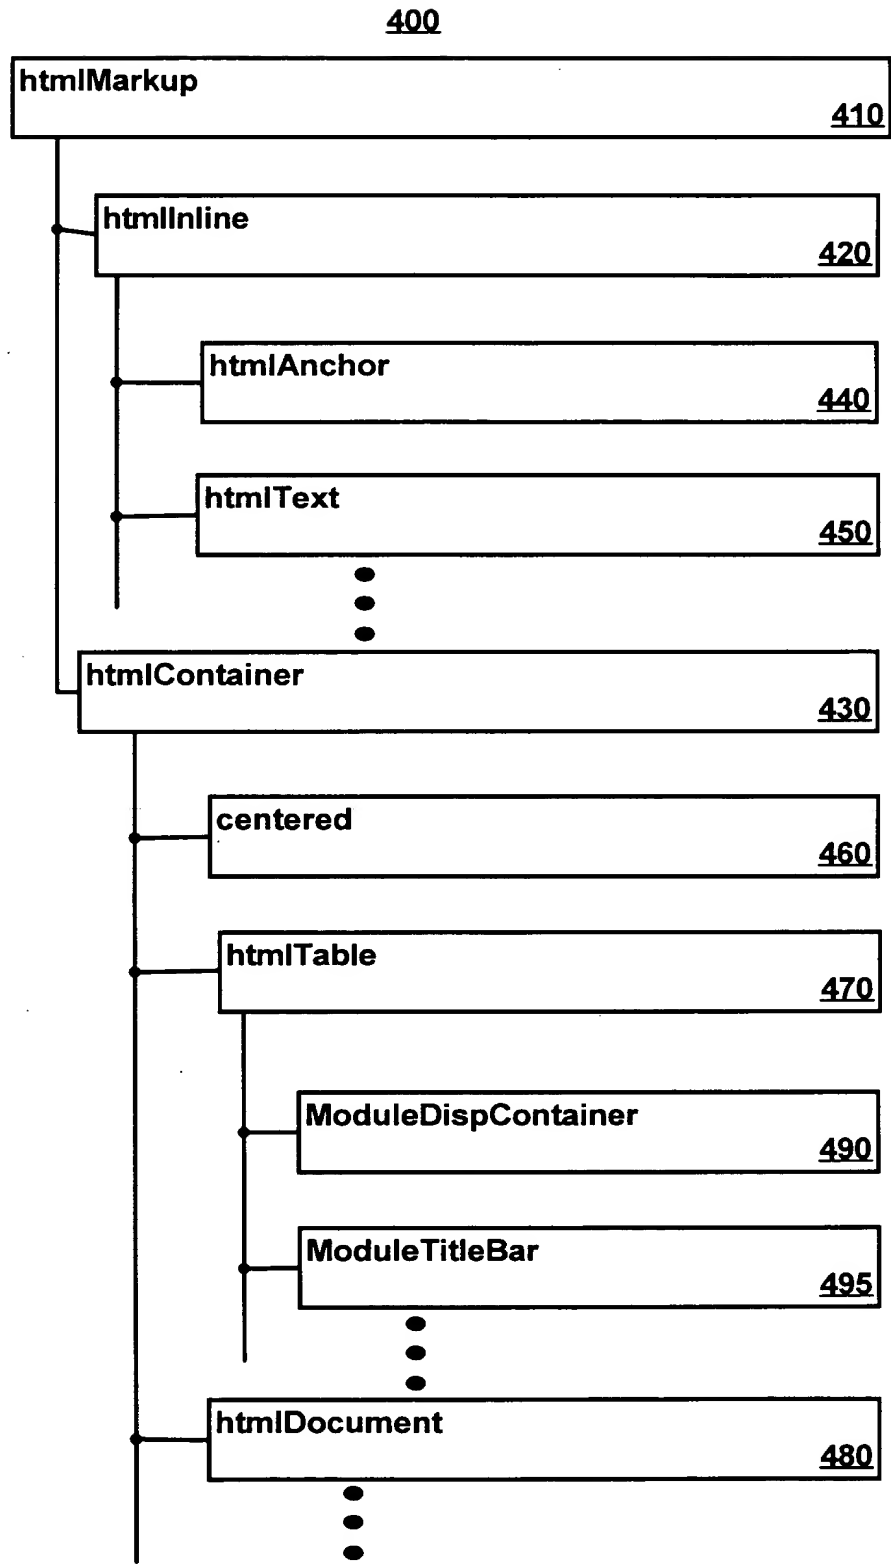 400
htmlMarkup
410
htmlInline
420
htmlAnchor
440
htmlText
450
htmlContainer
430
centered
460
htmlTable
470
ModuleDispContainer
490
ModuleTitleBar
495
htmlDocument
480